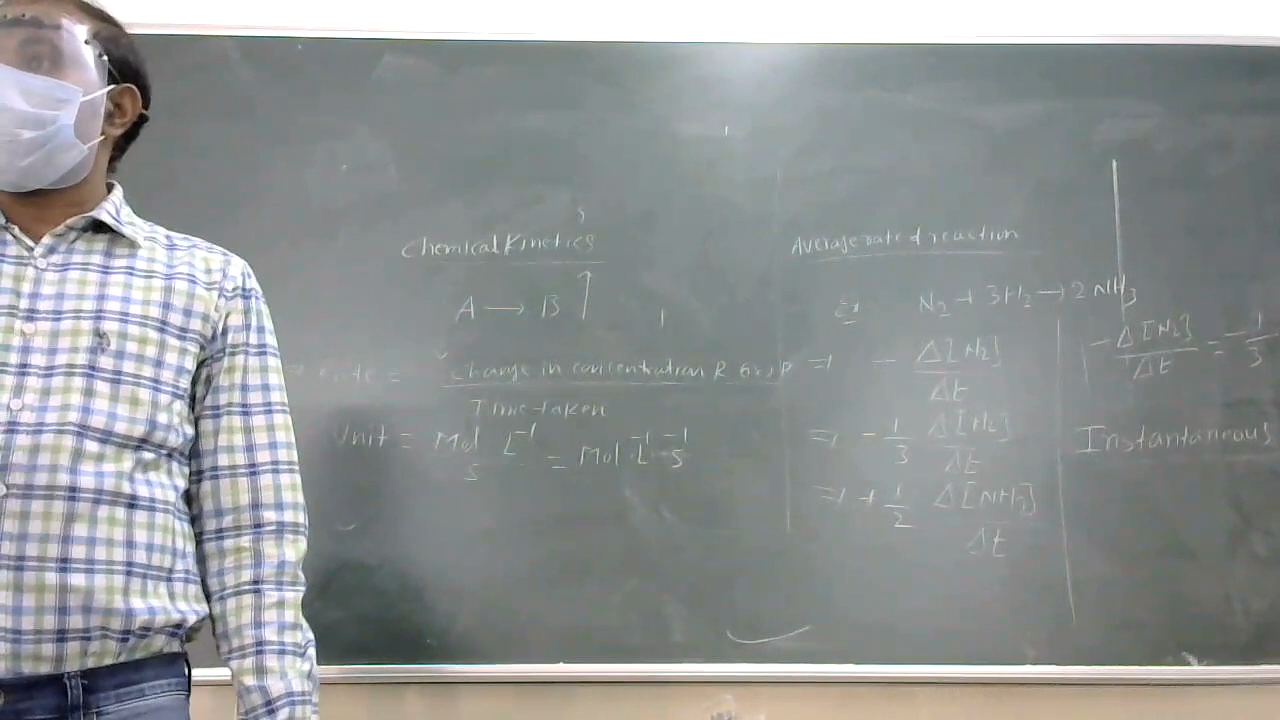 Chemical Kinetics
A → B ↑
Rate = Change in concentration R or P
Time taken
Unit = Mol L⁻¹ / s = Mol L⁻¹ s⁻¹
Average rate of reaction
Ex N₂ + 3H₂ → 2NH₃
⇒ - Δ[N₂] / Δt
⇒ - 1/3 Δ[H₂] / Δt
⇒ + 1/2 Δ[NH₃] / Δt
- Δ[N₂] / Δt = - 1/3
Instantaneous